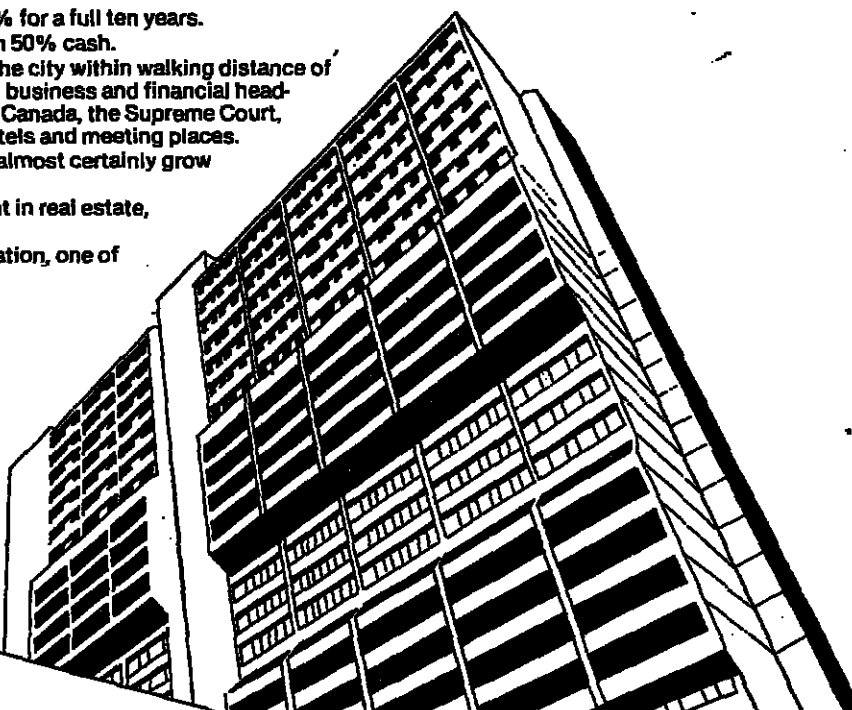 % for a full ten years.
50% cash.
he city within walking distance of
business and financial head-
Canada, the Supreme Court,
tels and meeting places.
almost certainly grow
t in real estate,
ation, one of